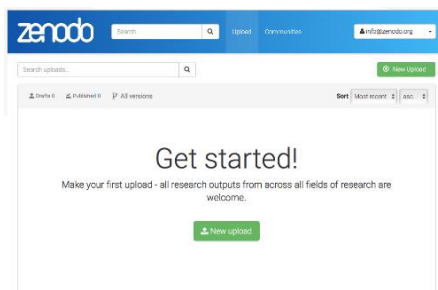 zenodo
Search
Upload
Communities
info@zenodo.org
Search uploads...
New Upload
Drafts 0
Published 0
All versions
Sort
Most recent
asc
Get started!
Make your first upload - all research outputs from across all fields of research are
welcome.
New upload